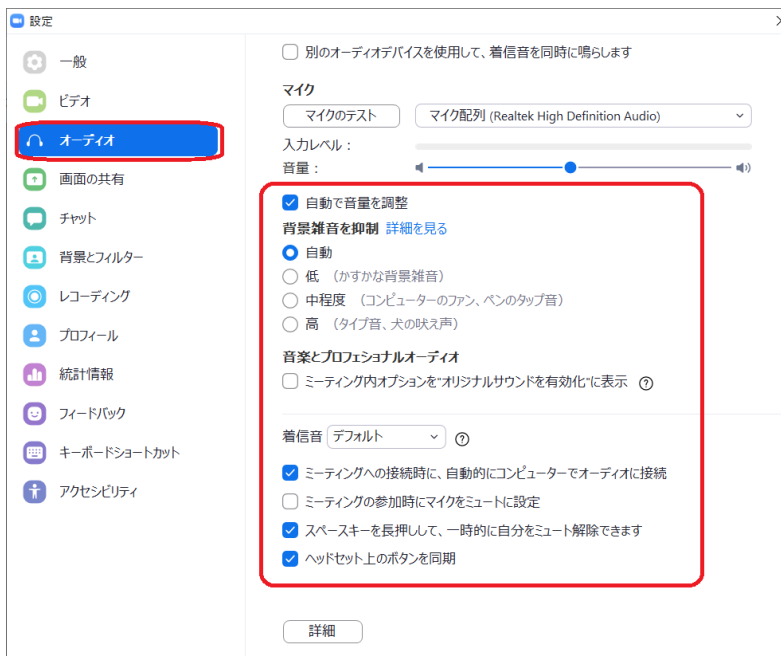 設定
一般
ビデオ
オーディオ
画面の共有
チャット
背景とフィルター
レコーディング
プロフィール
統計情報
フィードバック
キーボードショートカット
アクセシビリティ
別のオーディオデバイスを使用して、着信音を同時に鳴らします
マイク
マイクのテスト
マイク配列 (Realtek High Definition Audio)
入力レベル：
音量：
自動で音量を調整
背景雑音を抑制 詳細を見る
自動
低 （かすかな背景雑音）
中程度 （コンピューターのファン、ペンのタップ音）
高 （タイプ音、犬の吠え声）
音楽とプロフェショナルオーディオ
ミーティング内オプションを"オリジナルサウンドを有効化"に表示 ?
着信音 デフォルト ?
ミーティングへの接続時に、自動的にコンピューターでオーディオに接続
ミーティングの参加時にマイクをミュートに設定
スペースキーを長押しして、一時的に自分をミュート解除できます
ヘッドセット上のボタンを同期
詳細